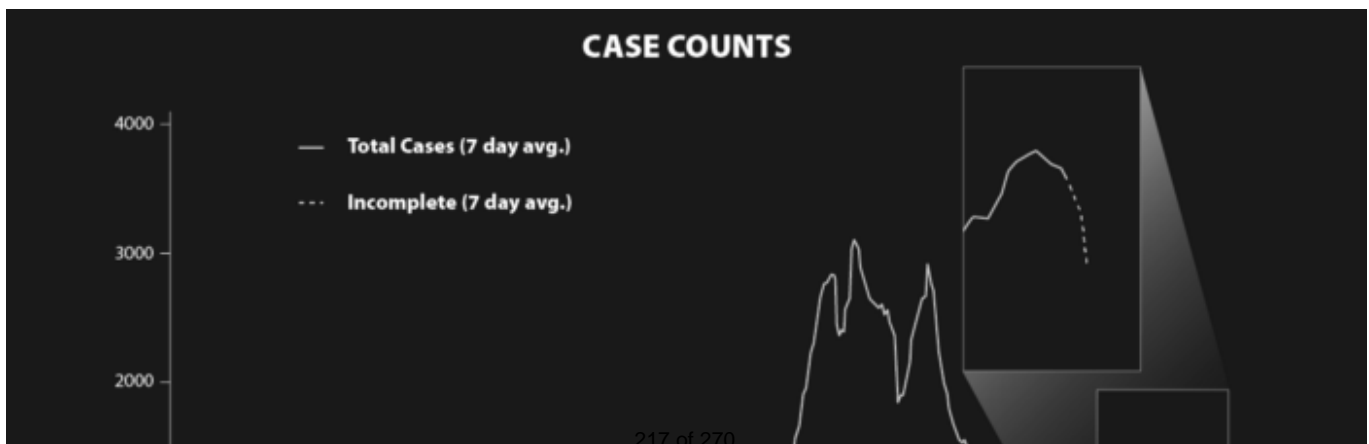 CASE COUNTS
4000
Total Cases (7 day avg.)
Incomplete (7 day avg.)
3000
2000
217 of 270